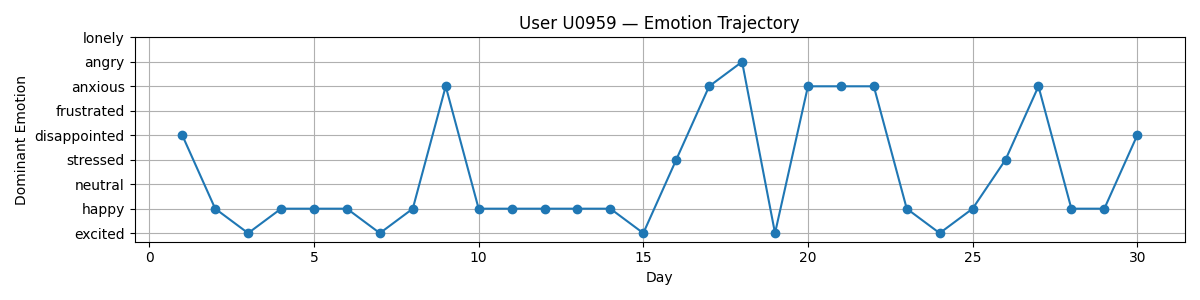 User U0959 — Emotion Trajectory
Dominant Emotion
lonely
angry
anxious
frustrated
disappointed
stressed
neutral
happy
excited
0 5 10 15 20 25 30
Day